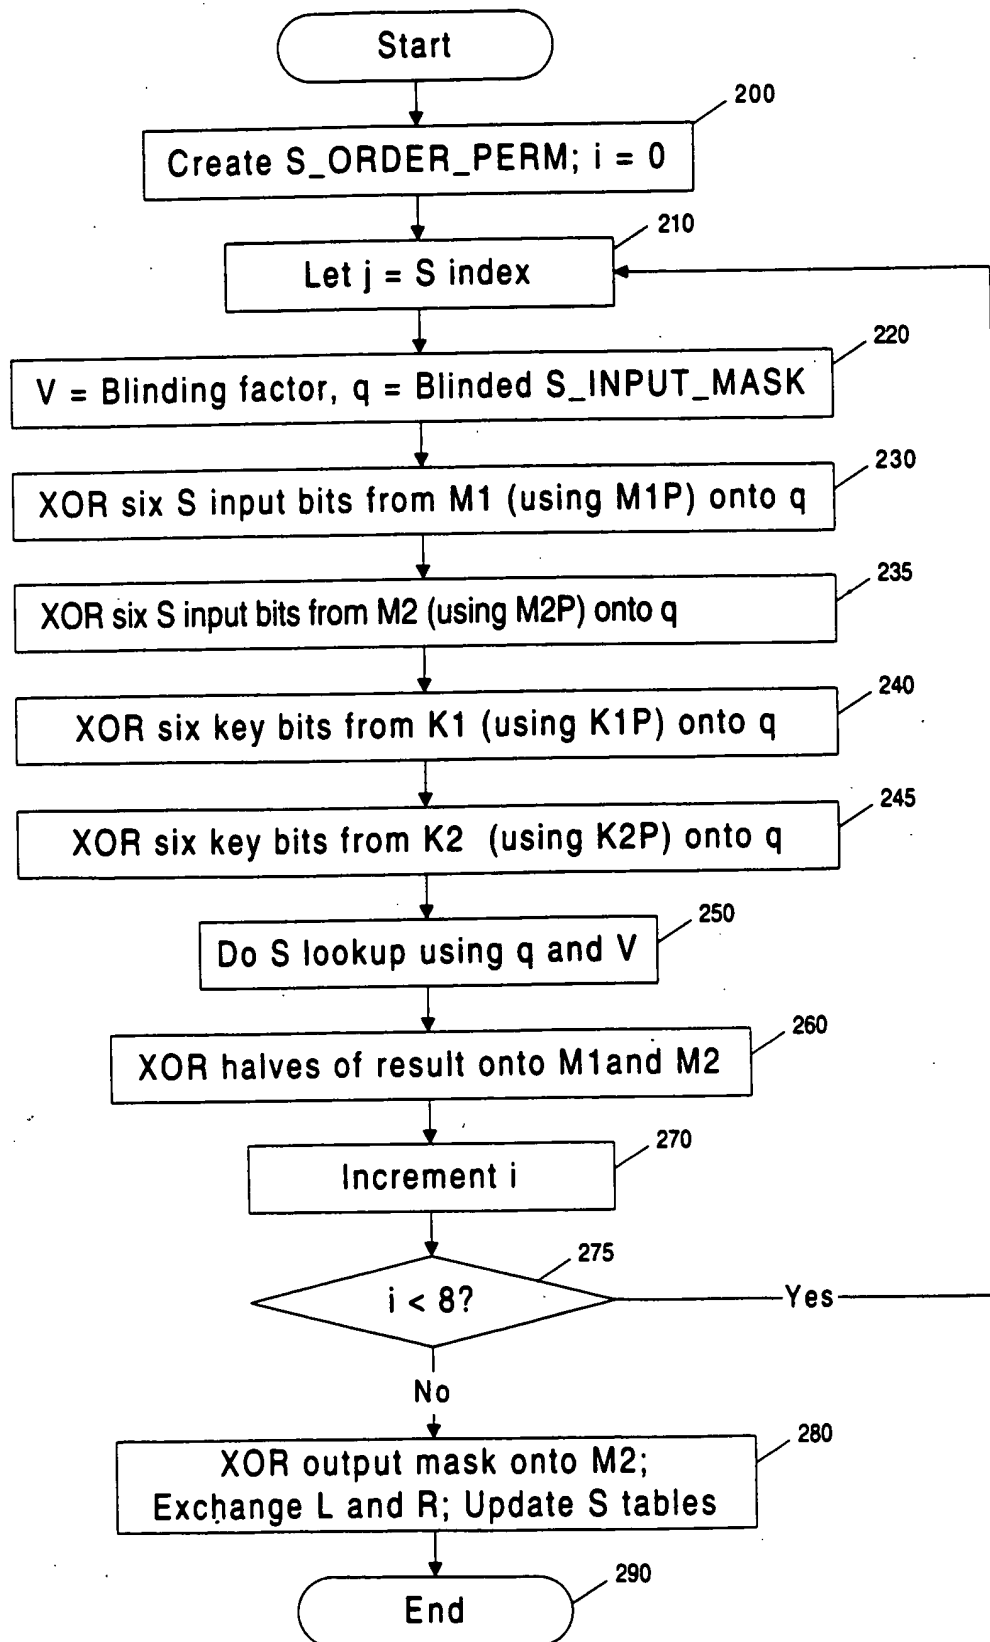 Start
200
Create S_ORDER_PERM; i = 0
210
Let j = S index
220
V = Blinding factor, q = Blinded S_INPUT_MASK
230
XOR six S input bits from M1 (using M1P) onto q
235
XOR six S input bits from M2 (using M2P) onto q
240
XOR six key bits from K1 (using K1P) onto q
245
XOR six key bits from K2 (using K2P) onto q
250
Do S lookup using q and V
260
XOR halves of result onto M1and M2
270
Increment i
275
i < 8?
Yes
No
280
XOR output mask onto M2;
Exchange L and R; Update S tables
290
End